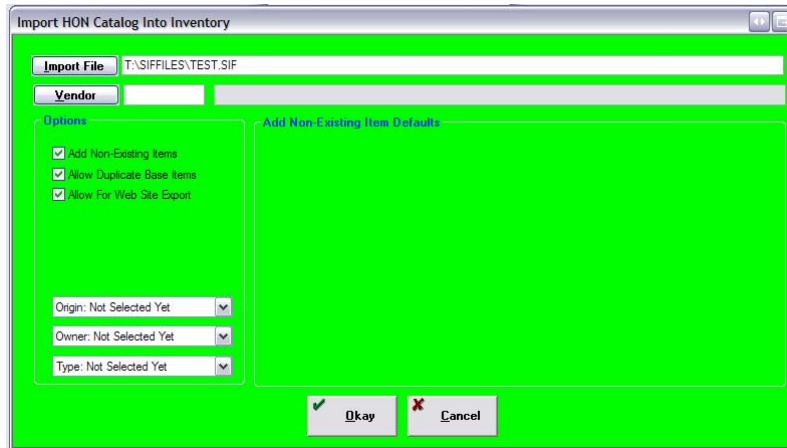 Import HON Catalog Into Inventory
Import File T:\SIFFILES\TEST.SIF
Vendor
Options
Add Non-Existing Item Defaults
Add Non-Existing Items
Allow Duplicate Base Items
Allow For Web Site Export
Origin: Not Selected Yet
Owner: Not Selected Yet
Type: Not Selected Yet
Okay Cancel